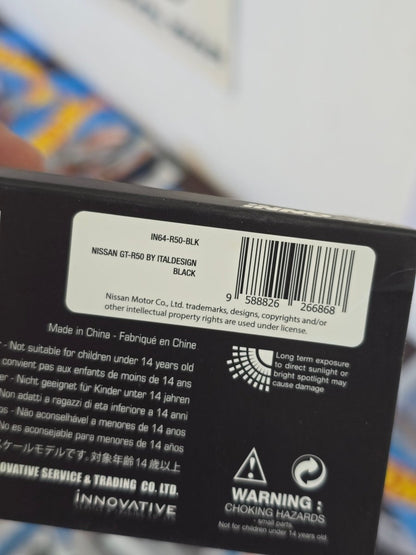 IN64-R50-BLK
NISSAN GT-R50 BY ITALDESIGN
BLACK
9 588826 266868
Nissan Motor Co., Ltd. trademarks, designs, copyrights and/or
other intellectual property rights are used under license.
Made in China - Fabriqué en Chine
- Not suitable for children under 14 years old
convient pas aux enfants de moins de 14 ans
- Nicht geeignet für Kinder unter 14 jahren
Non adatti a ragazzi di eta inferiore a 14 anni
- Não aconselhável a menores de 14 anos
No es aconsejable para menores de 14 años
スケールモデルです。対象年齢14歳以上
OVATIVE SERVICE & TRADING CO. LTD.
iNNOVATIVE
Long term exposure
to direct sunlight or
bright spotlight may
cause damage
WARNING :
CHOKING HAZARDS
- small parts.
Not for children under 14 years old